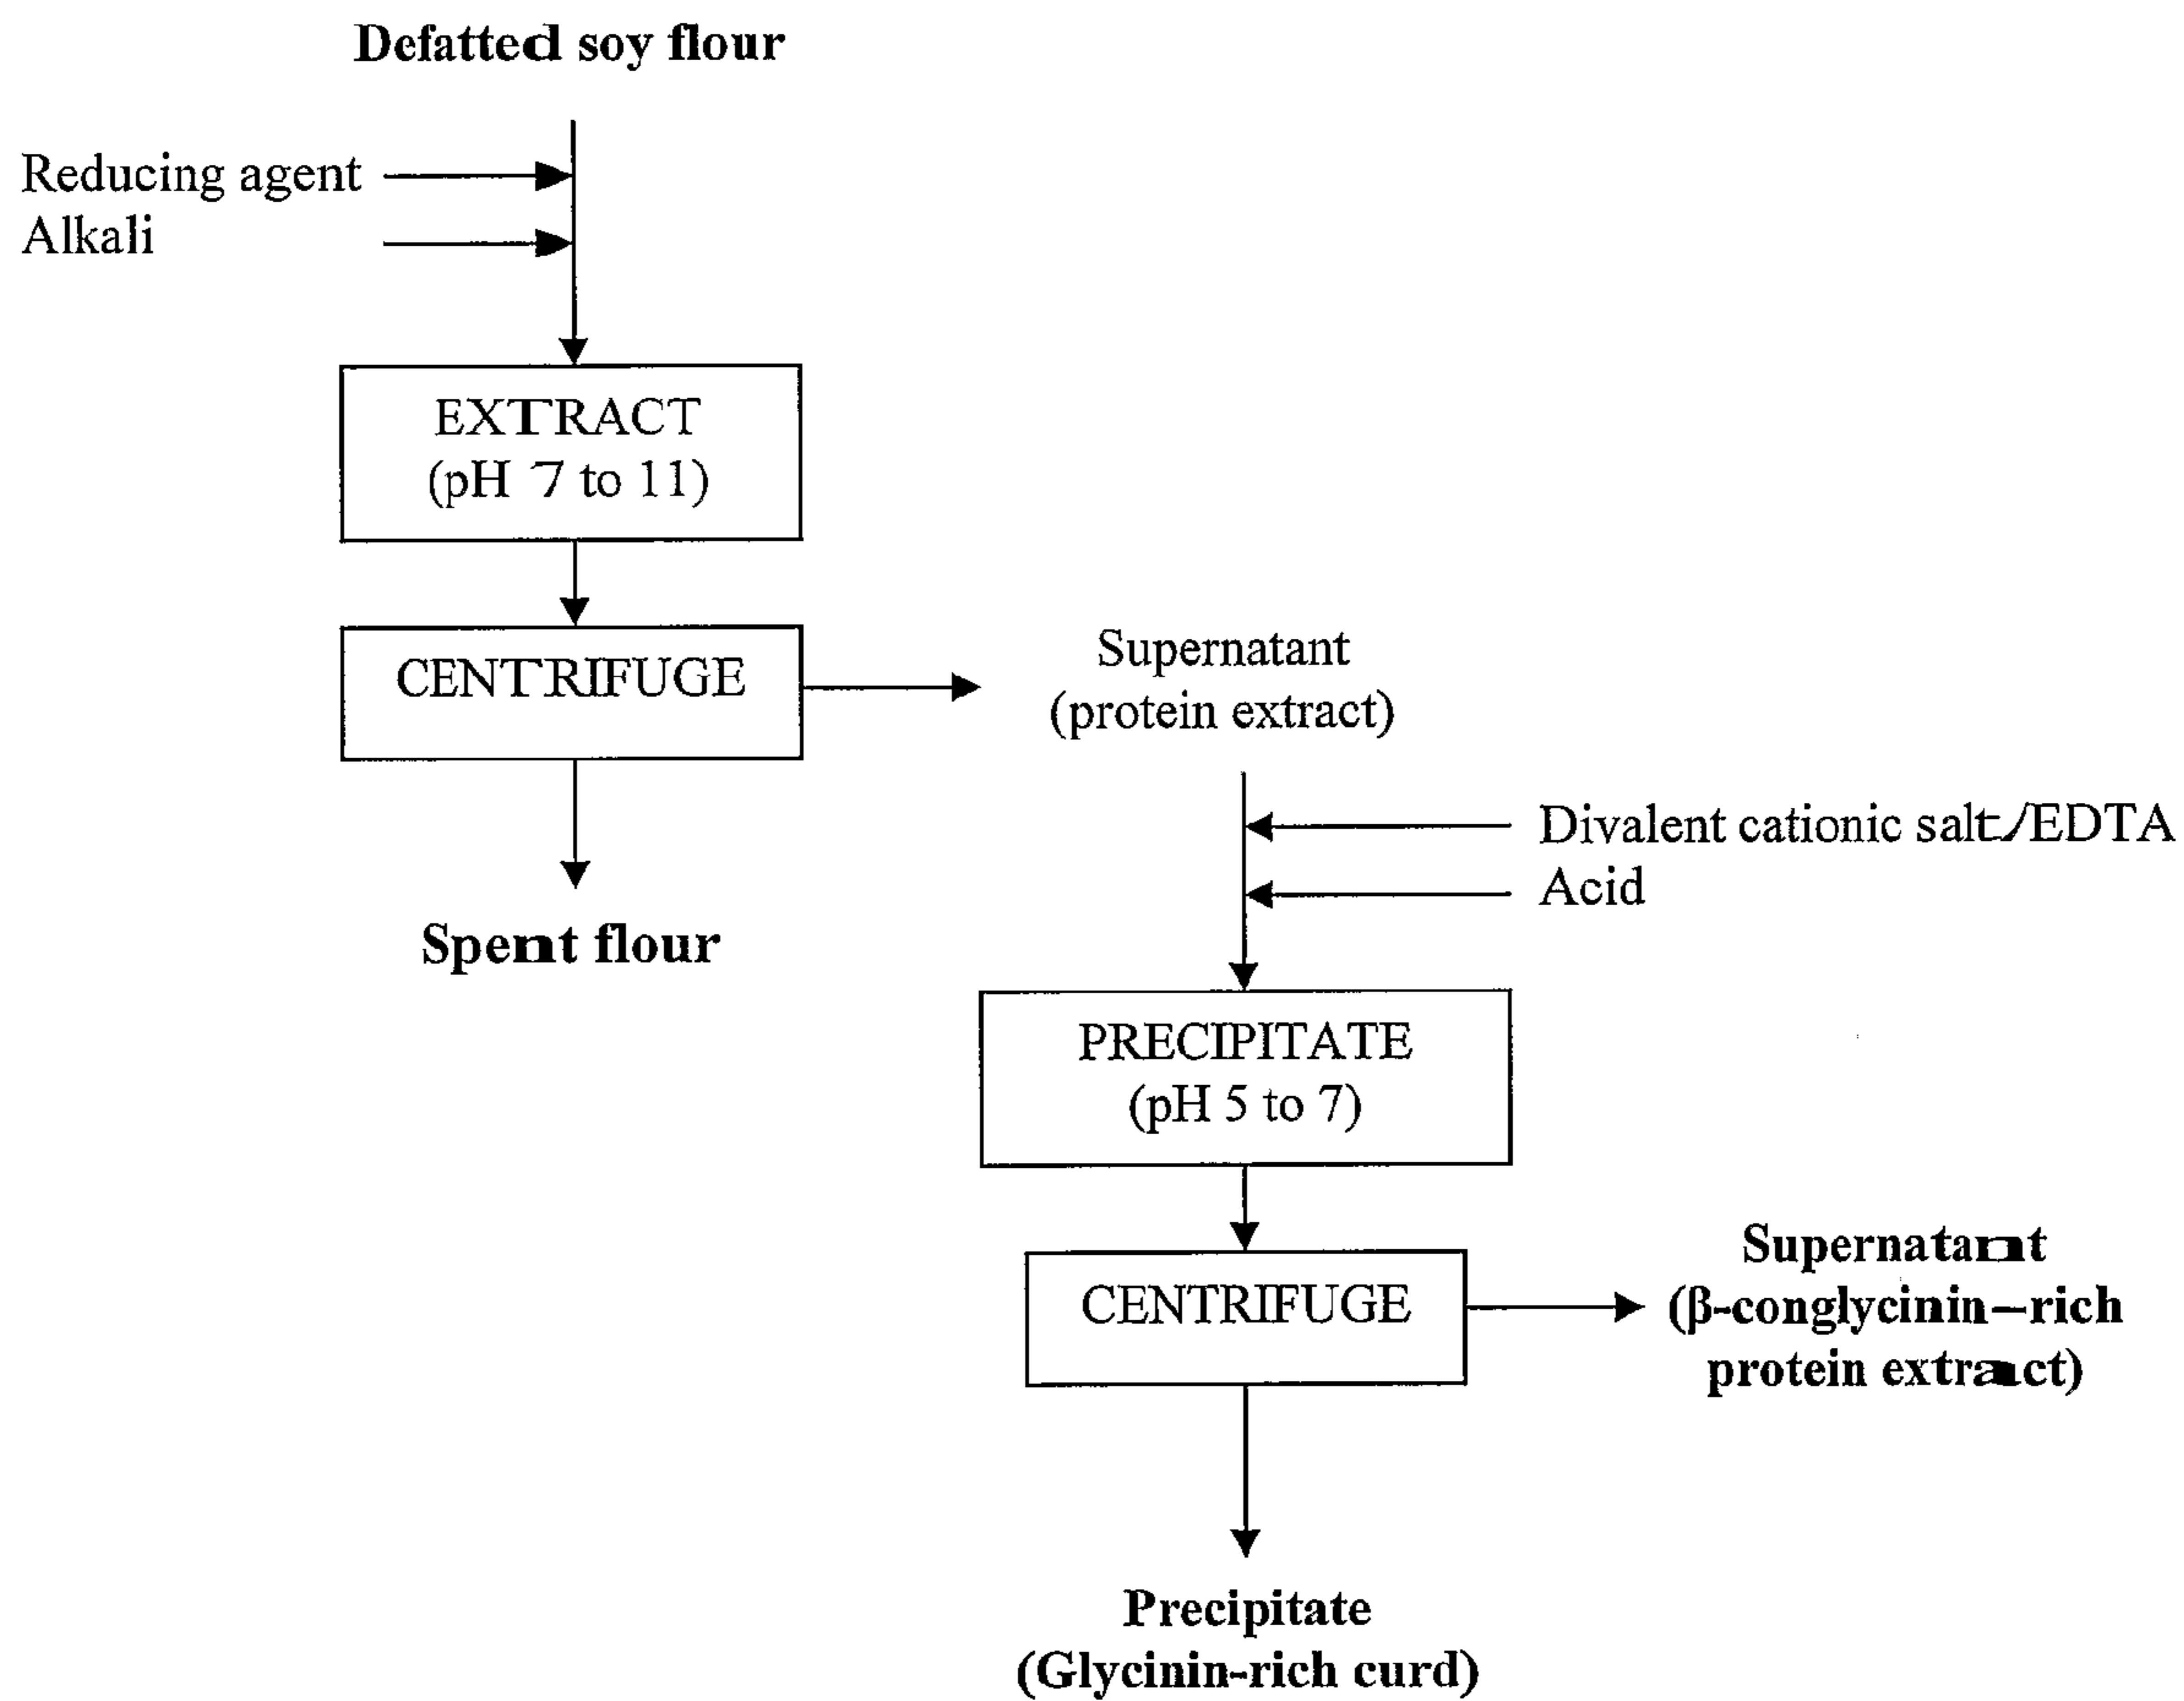 Defatted soy flour
Reducing agent
Alkali
EXTRACT
(pH 7 to 11)
CENTRIFUGE
Supernatant
(protein extract)
Divalent cationic salt/EDTA
Acid
Spent flour
PRECIPITATE
(pH 5 to 7)
CENTRIFUGE
Supernatant
(β-conglycinin–rich
protein extract)
Precipitate
(Glycinin-rich curd)